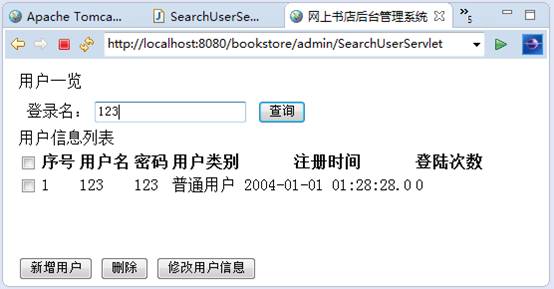 Apache Tomca... SearchUserSe... 网上书店后台管理系统 »5
http://localhost:8080/bookstore/admin/SearchUserServlet
用户一览
登录名： 123 查询
用户信息列表
序号 用户名 密码 用户类别 注册时间 登陆次数
1 123 123 普通用户 2004-01-01 01:28:28.0 0
新增用户 删除 修改用户信息